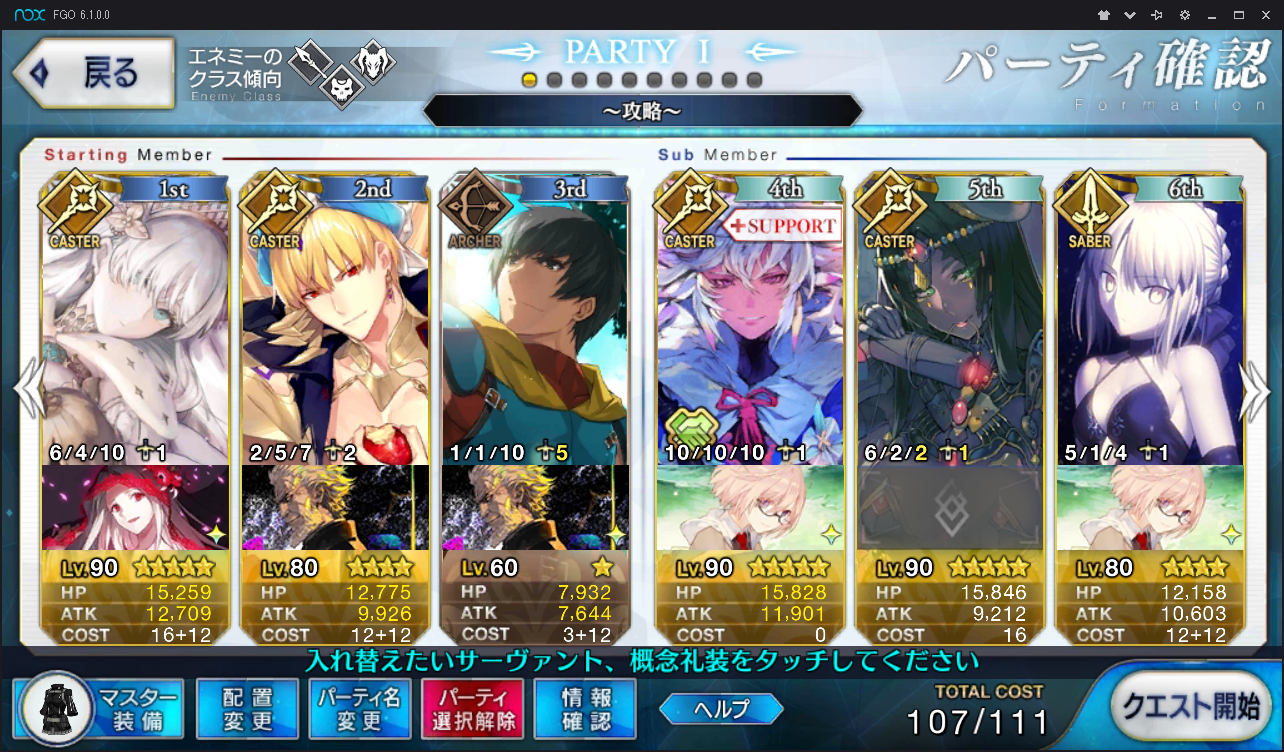 nox FGO 6.1.0.0
戻る
エネミーの
クラス傾向
Enemy Class
PARTY 1
～攻略～
パーティ確認
Formation
Starting Member
Sub Member
1st
2nd
3rd
4th
5th
6th
CASTER
CASTER
ARCHER
CASTER
+SUPPORT
CASTER
SABER
6/4/10 1
2/5/7 2
1/1/10 5
10/10/10 1
6/2/2 1
5/1/4 1
Lv.90
HP 15,259
ATK 12,709
COST 16+12
Lv.80
HP 12,775
ATK 9,926
COST 12+12
Lv.60
HP 7,932
ATK 7,644
COST 3+12
Lv.90
HP 15,828
ATK 11,901
COST 0
Lv.90
HP 15,846
ATK 9,212
COST 16
Lv.80
HP 12,158
ATK 10,603
COST 12+12
入れ替えたいサーヴァント、概念礼装をタッチしてください
マスター
装備
配置
変更
パーティ名
変更
パーティ
選択解除
情報
確認
ヘルプ
TOTAL COST
107/111
クエスト開始